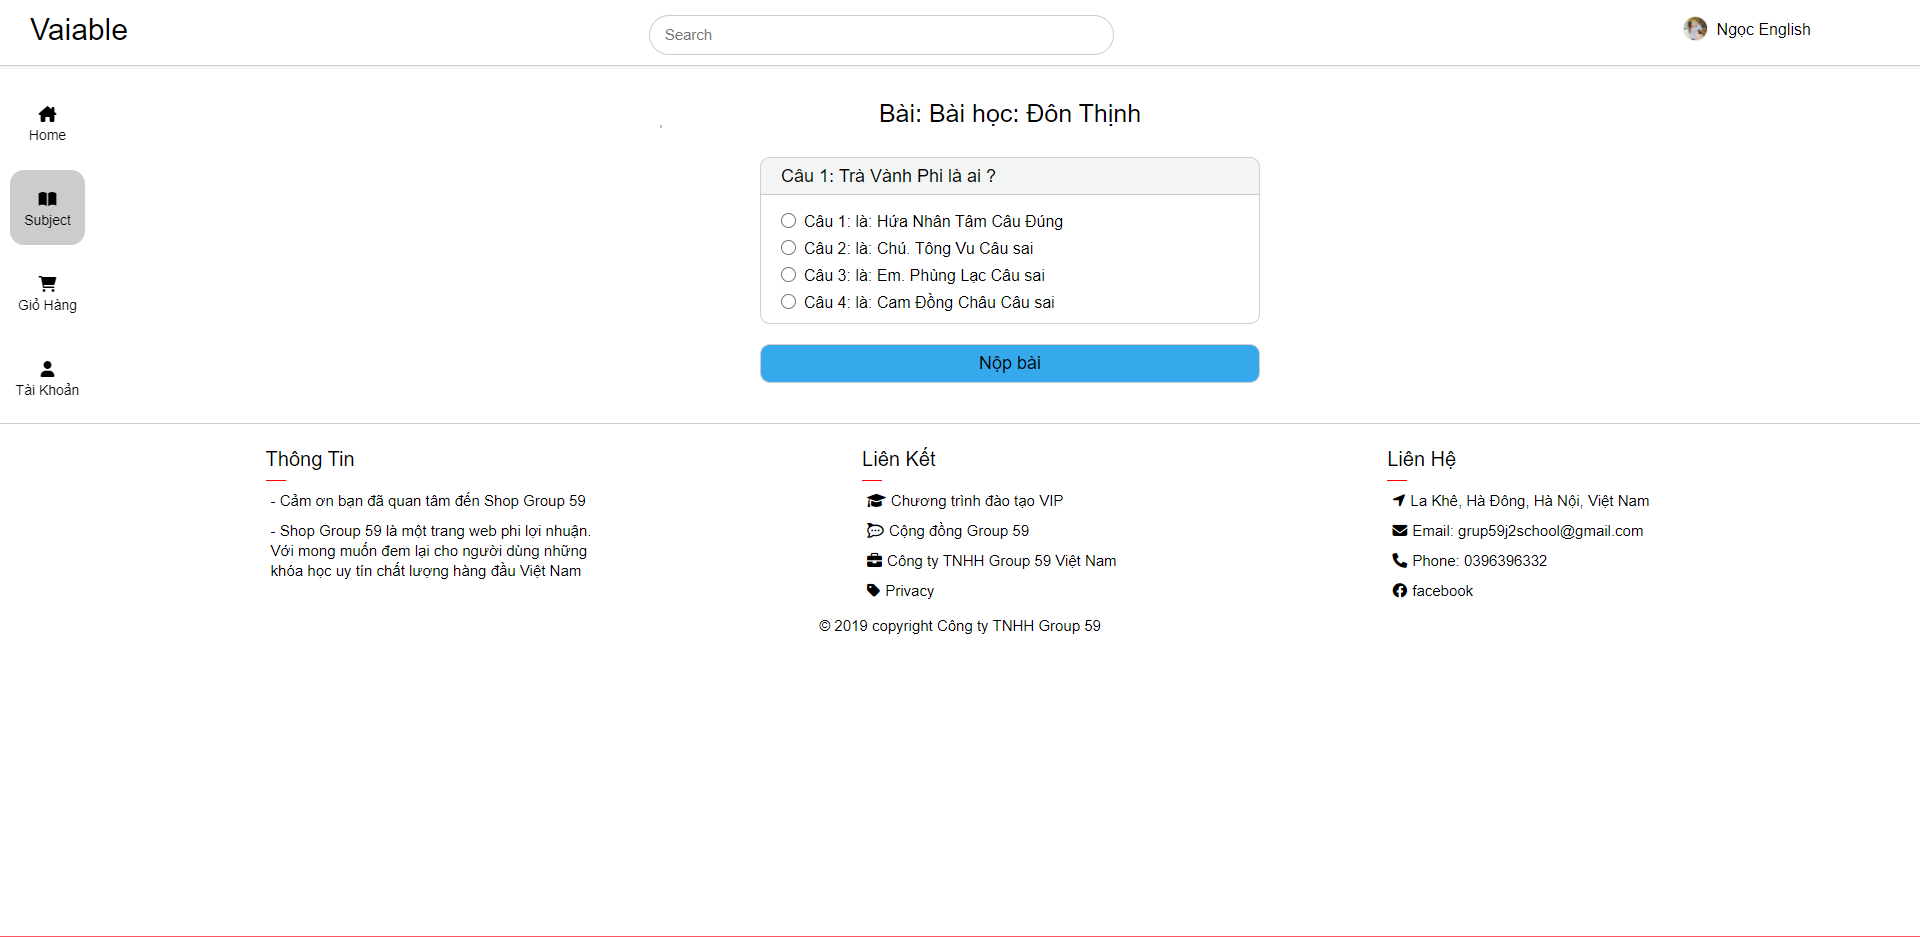 Vaiable
Search
Ngọc English
Home
Subject
Giỏ Hàng
Tài Khoản
Bài: Bài học: Đôn Thịnh
Câu 1: Trà Vành Phi là ai ?
Câu 1: là: Hứa Nhân Tâm Câu Đúng
Câu 2: là: Chú. Tông Vu Câu sai
Câu 3: là: Em. Phùng Lạc Câu sai
Câu 4: là: Cam Đồng Châu Câu sai
Nộp bài
Thông Tin
- Cảm ơn bạn đã quan tâm đến Shop Group 59
- Shop Group 59 là một trang web phi lợi nhuận.
Với mong muốn đem lại cho người dùng những
khóa học uy tín chất lượng hàng đầu Việt Nam
Liên Kết
Chương trình đào tạo VIP
Cộng đồng Group 59
Công ty TNHH Group 59 Việt Nam
Privacy
Liên Hệ
La Khê, Hà Đông, Hà Nội, Việt Nam
Email: grup59j2school@gmail.com
Phone: 0396396332
facebook
© 2019 copyright Công ty TNHH Group 59